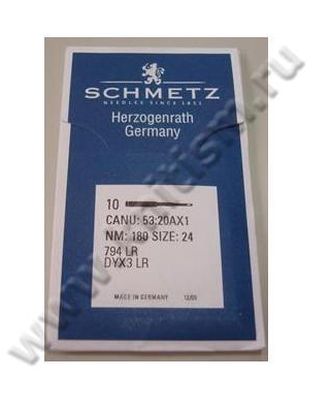 SCHMETZ
NEEDLES SINCE 1851
Herzogenrath
Germany
10
CANU: 53:20AX1
NM: 180 SIZE: 24
794 LR
DYX3 LR
MADE IN GERMANY